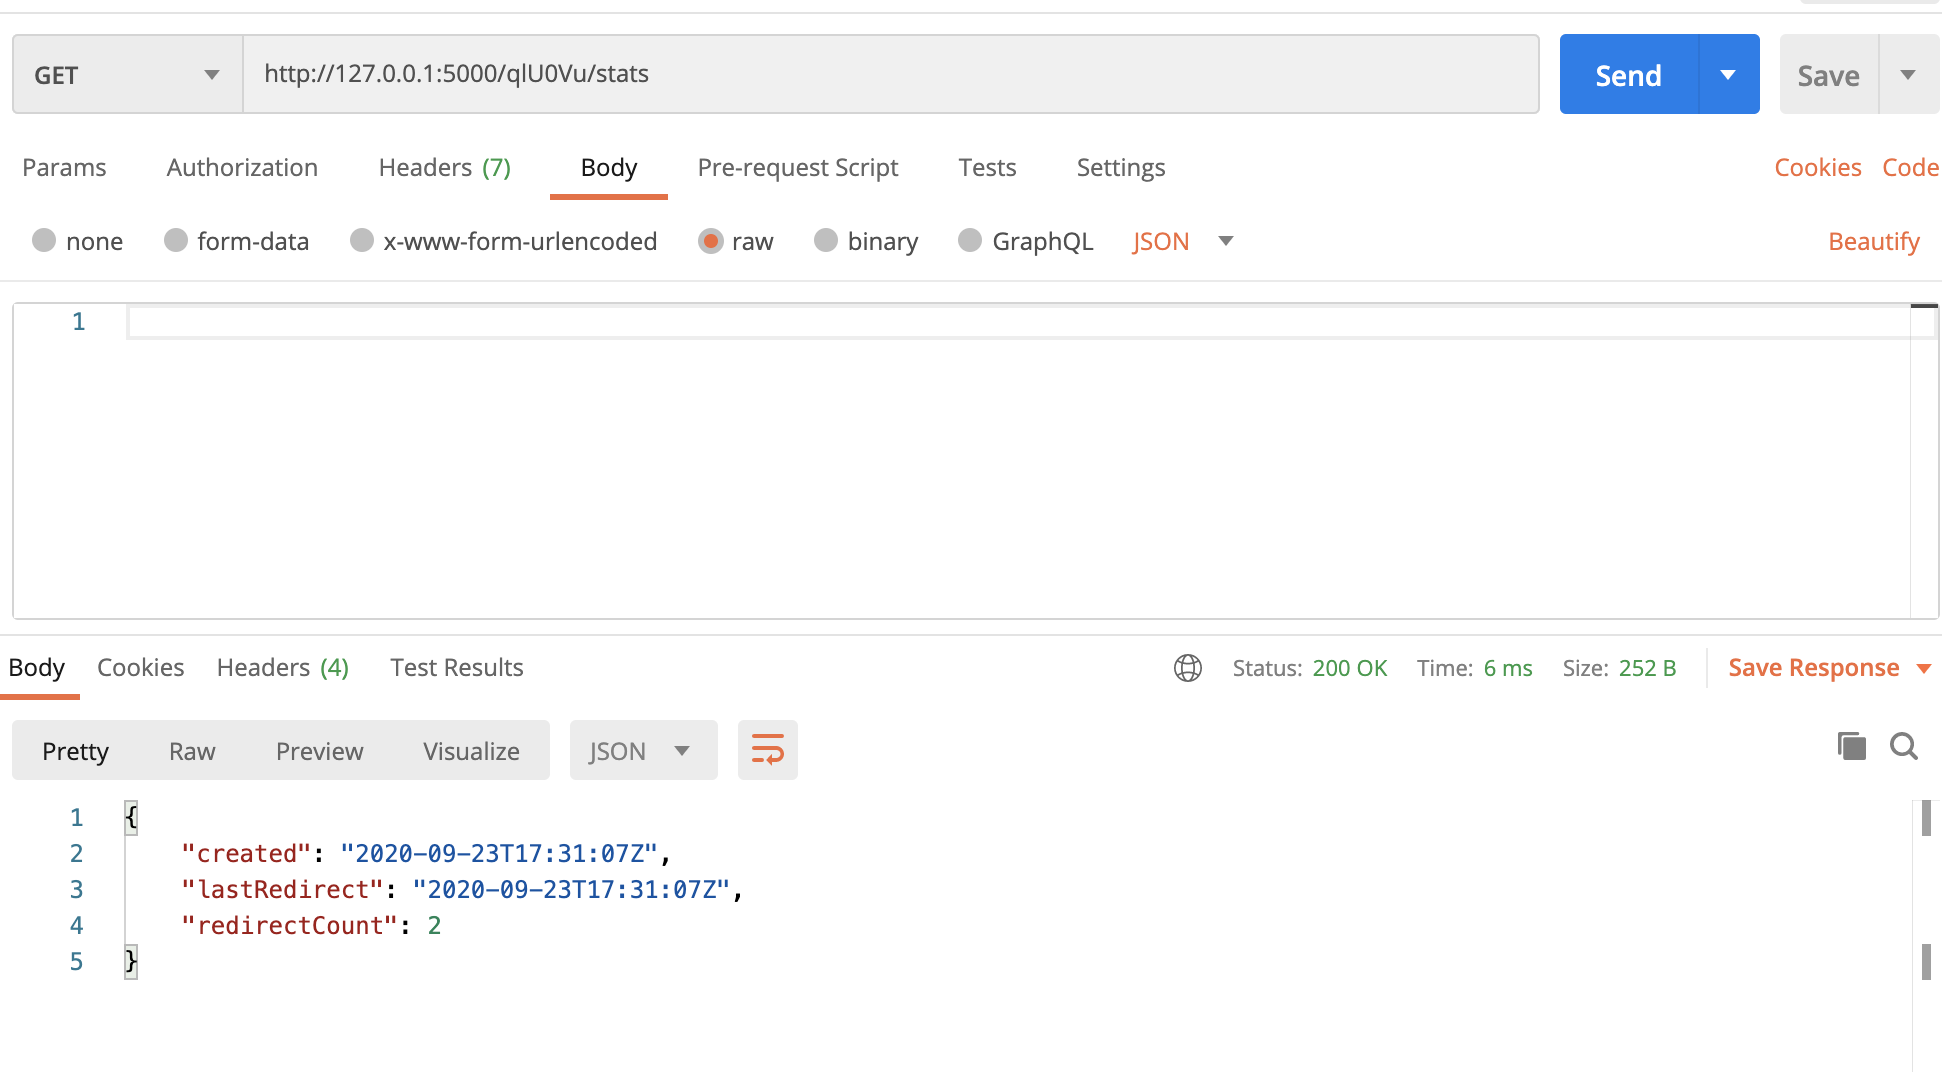 GET http://127.0.0.1:5000/qlU0Vu/stats Send Save
Params Authorization Headers (7) Body Pre-request Script Tests Settings Cookies Code
none form-data x-www-form-urlencoded raw binary GraphQL JSON Beautify
1
Body Cookies Headers (4) Test Results Status: 200 OK Time: 6 ms Size: 252 B Save Response
Pretty Raw Preview Visualize JSON
1 {
2 "created": "2020-09-23T17:31:07Z",
3 "lastRedirect": "2020-09-23T17:31:07Z",
4 "redirectCount": 2
5 }